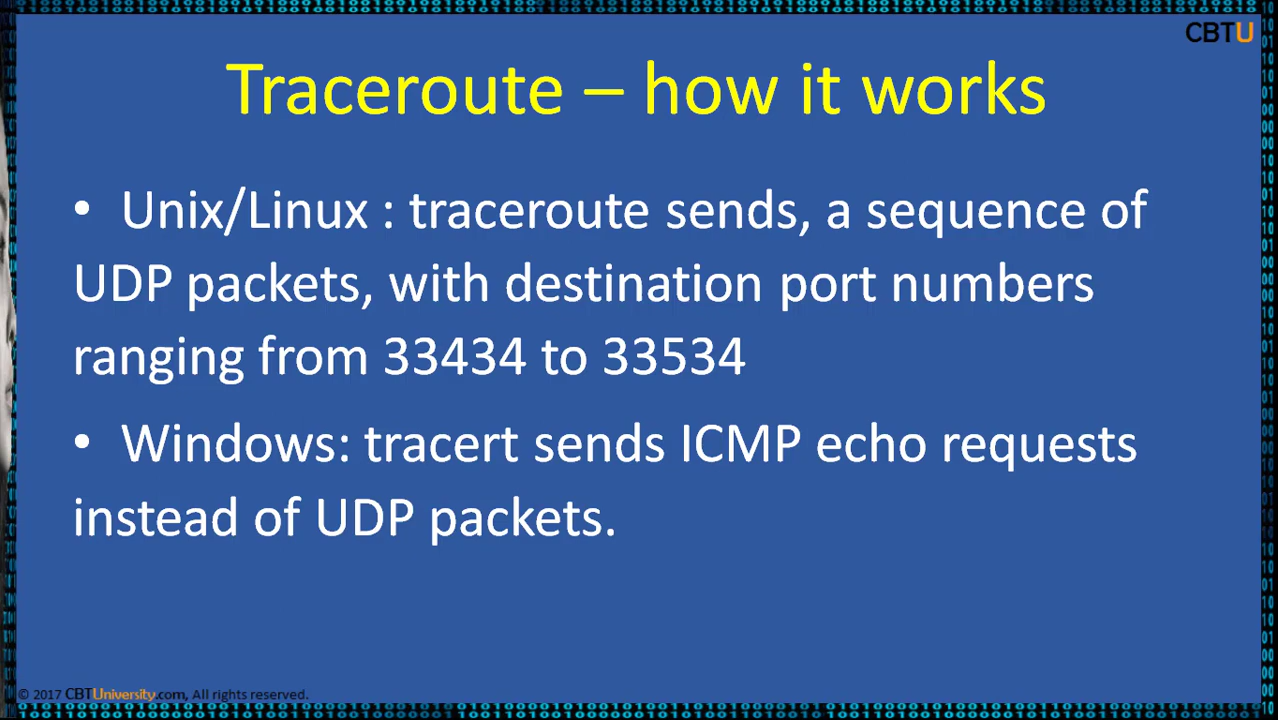 CBTU
Traceroute – how it works
• Unix/Linux : traceroute sends, a sequence of
UDP packets, with destination port numbers
ranging from 33434 to 33534
• Windows: tracert sends ICMP echo requests
instead of UDP packets.
© 2017 CBTUniversity.com, All rights reserved.